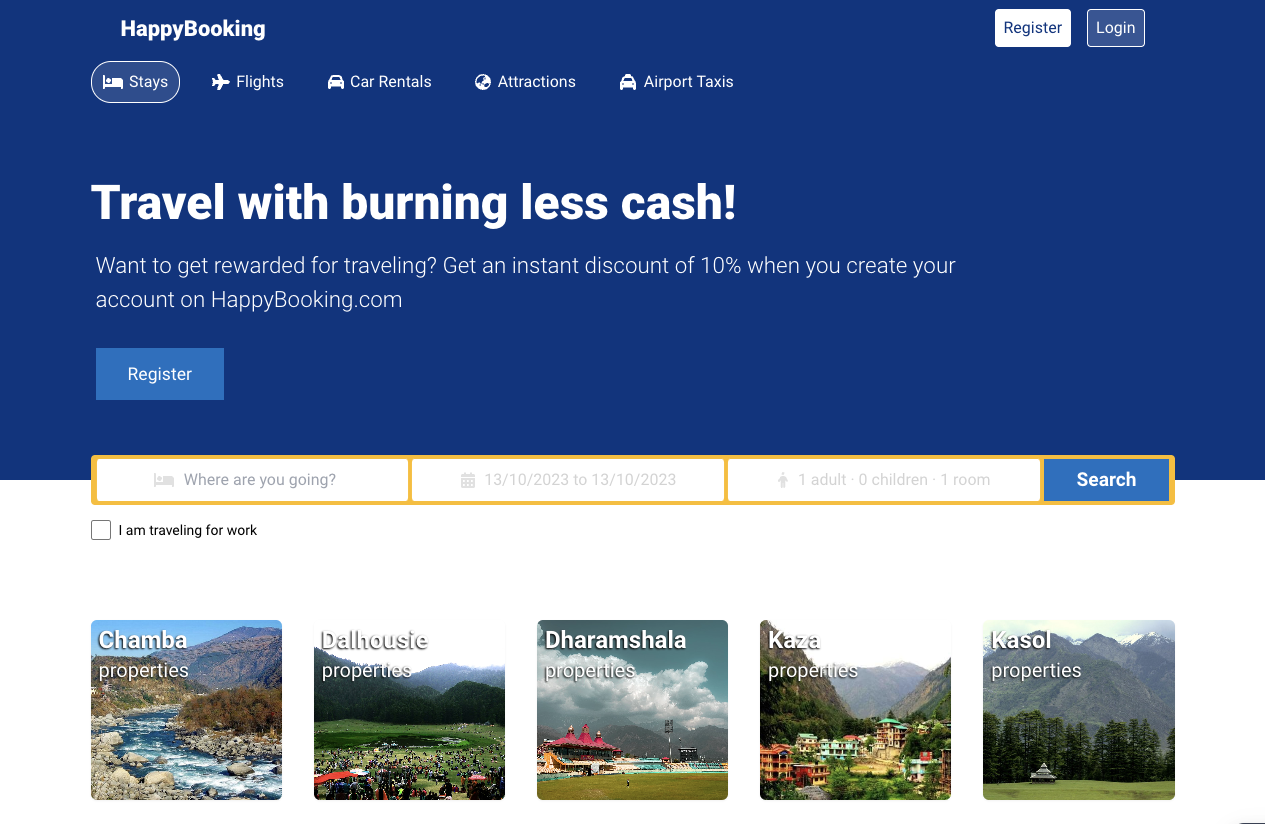 HappyBooking
Register
Login
Stays
Flights
Car Rentals
Attractions
Airport Taxis
Travel with burning less cash!
Want to get rewarded for traveling? Get an instant discount of 10% when you create your
account on HappyBooking.com
Register
Where are you going?
13/10/2023 to 13/10/2023
1 adult · 0 children · 1 room
Search
I am traveling for work
Chamba
properties
Dalhousie
properties
Dharamshala
properties
Kaza
properties
Kasol
properties